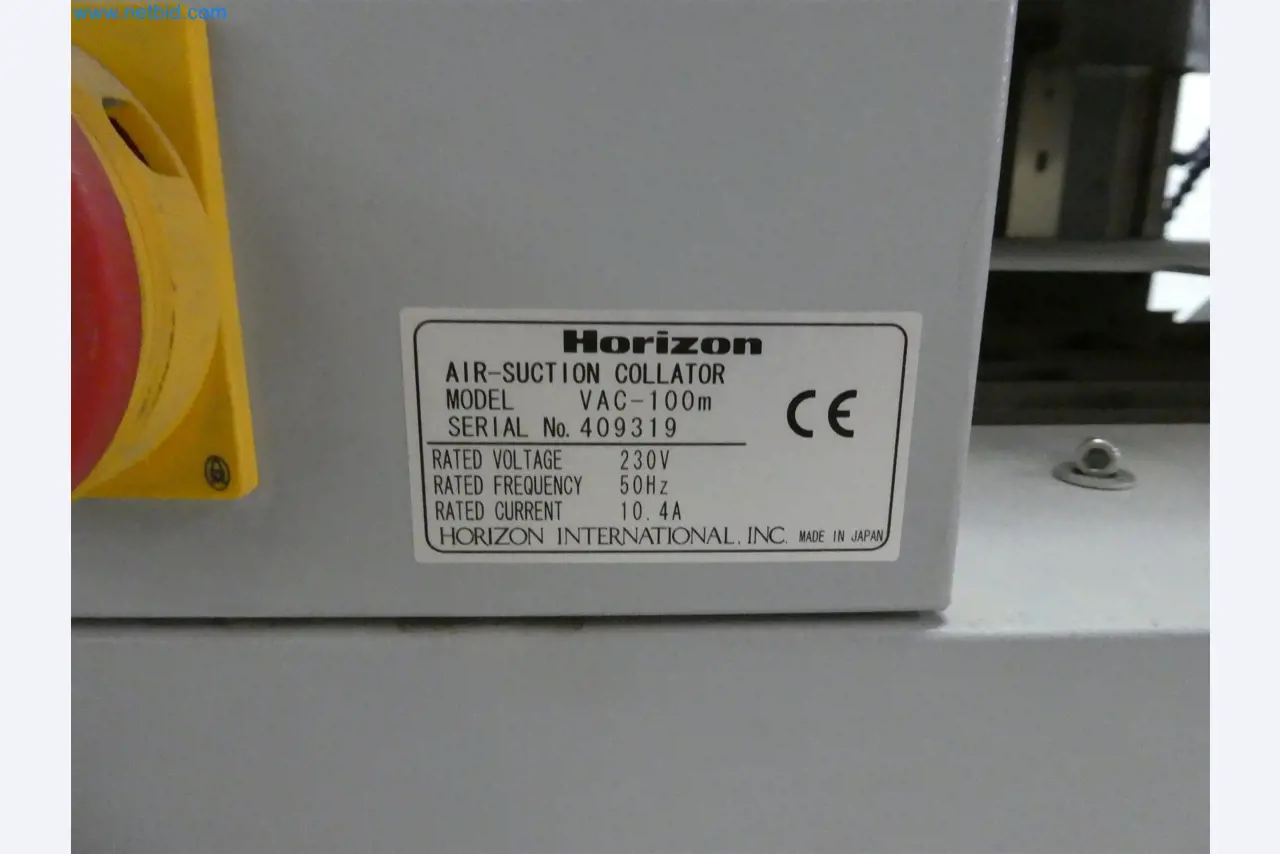 www.netbid.com
Horizon
AIR-SUCTION COLLATOR
MODEL VAC-100m
SERIAL No. 409319
CE
RATED VOLTAGE 230V
RATED FREQUENCY 50Hz
RATED CURRENT 10.4A
HORIZON INTERNATIONAL, INC. MADE IN JAPAN